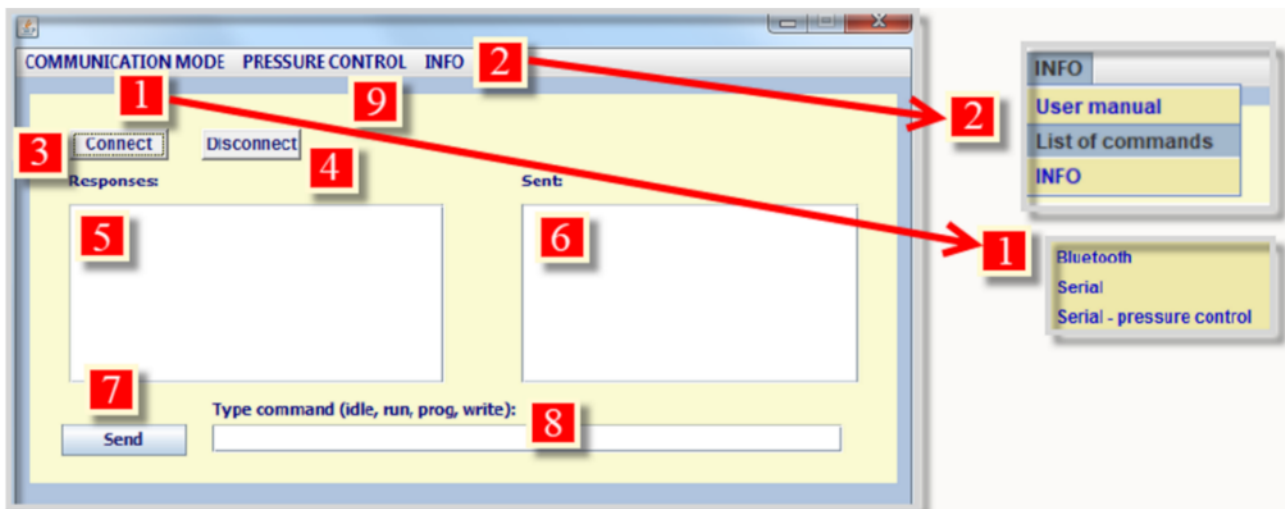 COMMUNICATION MODE PRESSURE CONTROL INFO 2
1
9
3 Connect Disconnect
4
Responses: Sent:
5 6
7
Type command (idle, run, prog, write):
8
Send
INFO
2 User manual
List of commands
INFO
1 Bluetooth
Serial
Serial - pressure control